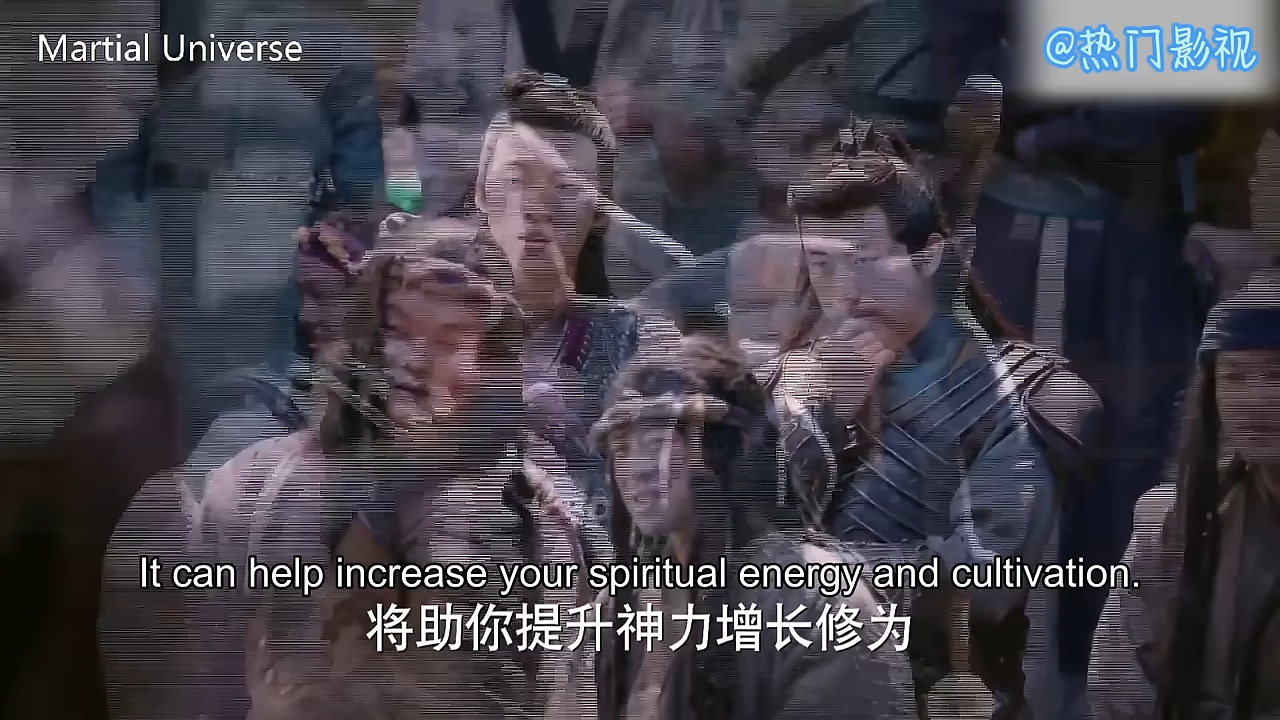 Martial Universe
@热门影视
It can help increase your spiritual energy and cultivation.
将助你提升神力增长修为